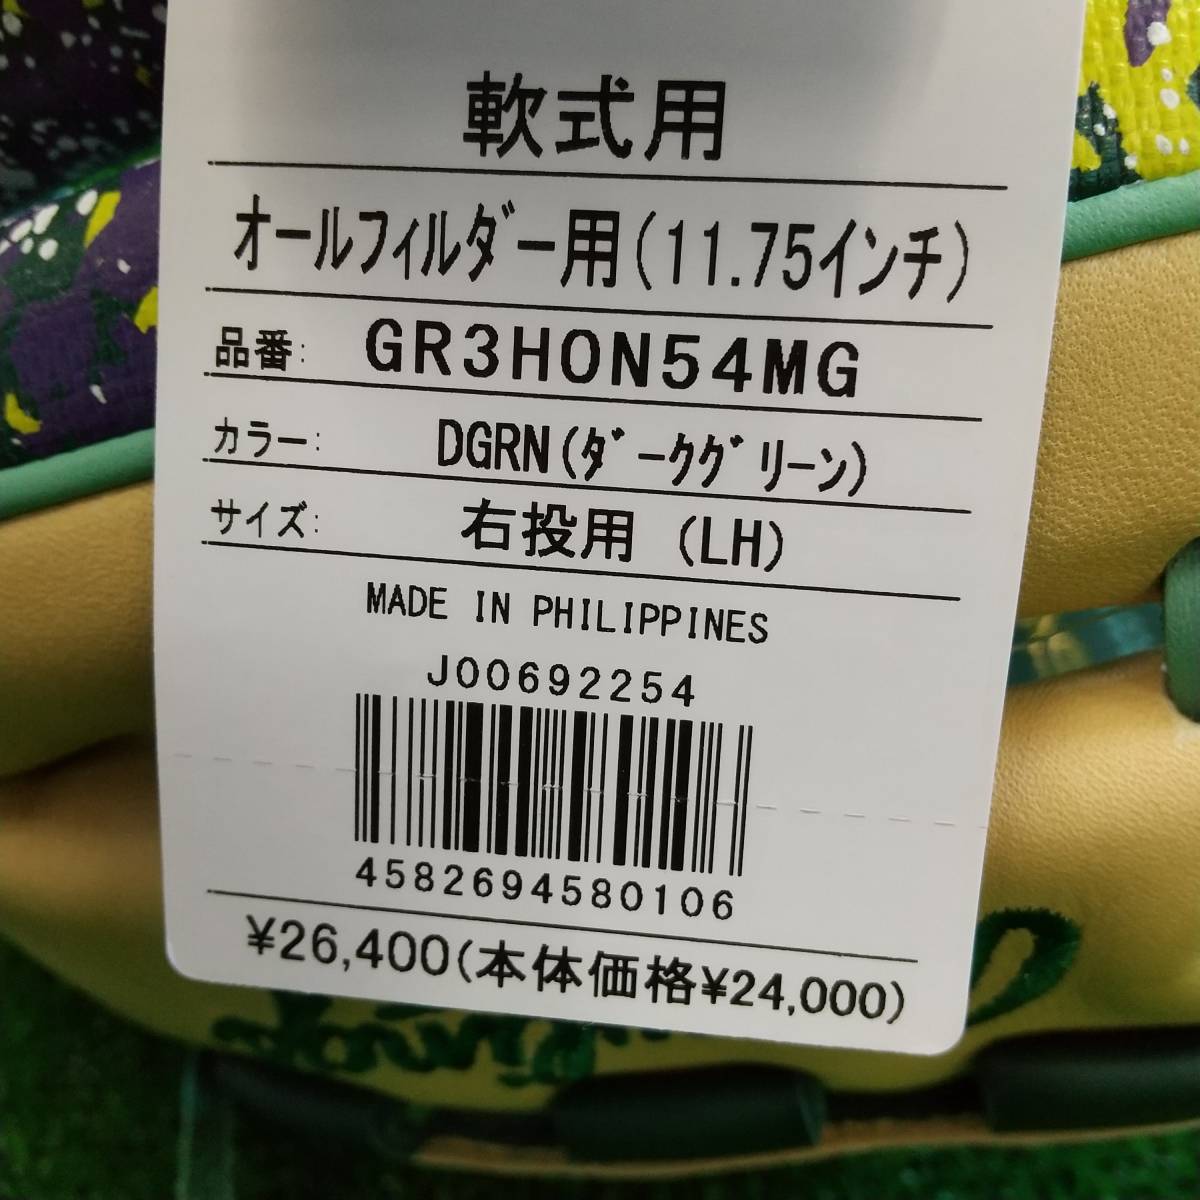 軟式用
オールフィルダー用(11.75インチ)
品番: GR3HON54MG
カラー: DGRN(ﾀﾞｰｸｸﾞﾘｰﾝ)
サイズ: 右投用 (LH)
MADE IN PHILIPPINES
J00692254
4582694580106
¥26,400(本体価格¥24,000)